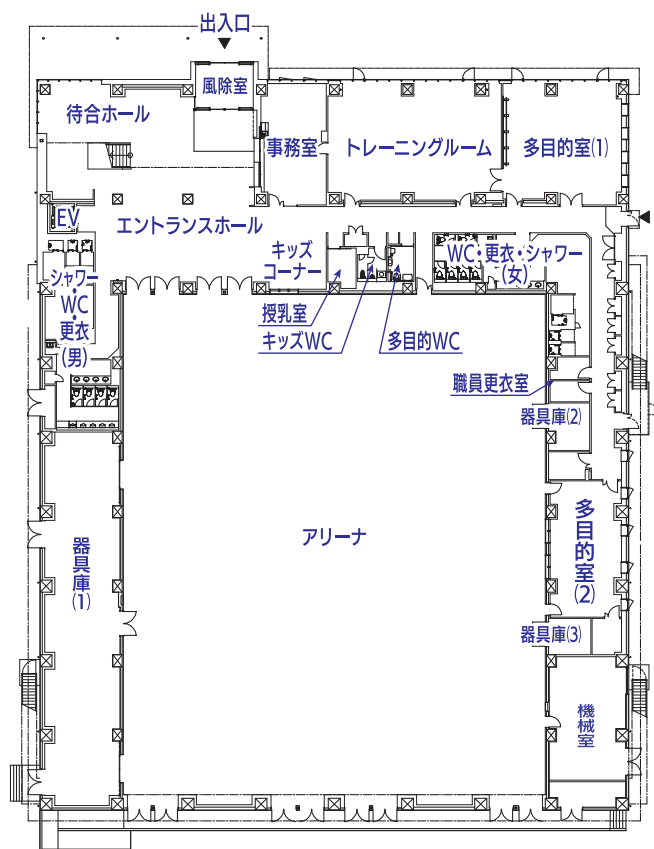 出入口
風除室
待合ホール
事務室
トレーニングルーム
多目的室(1)
EV
エントランスホール
キッズ
コーナー
WC・更衣・シャワー
(女)
シャワー
・
WC
・
更衣
(男)
授乳室
キッズWC
多目的WC
職員更衣室
器具庫(2)
アリーナ
器具庫(1)
多目的室(2)
器具庫(3)
機械室